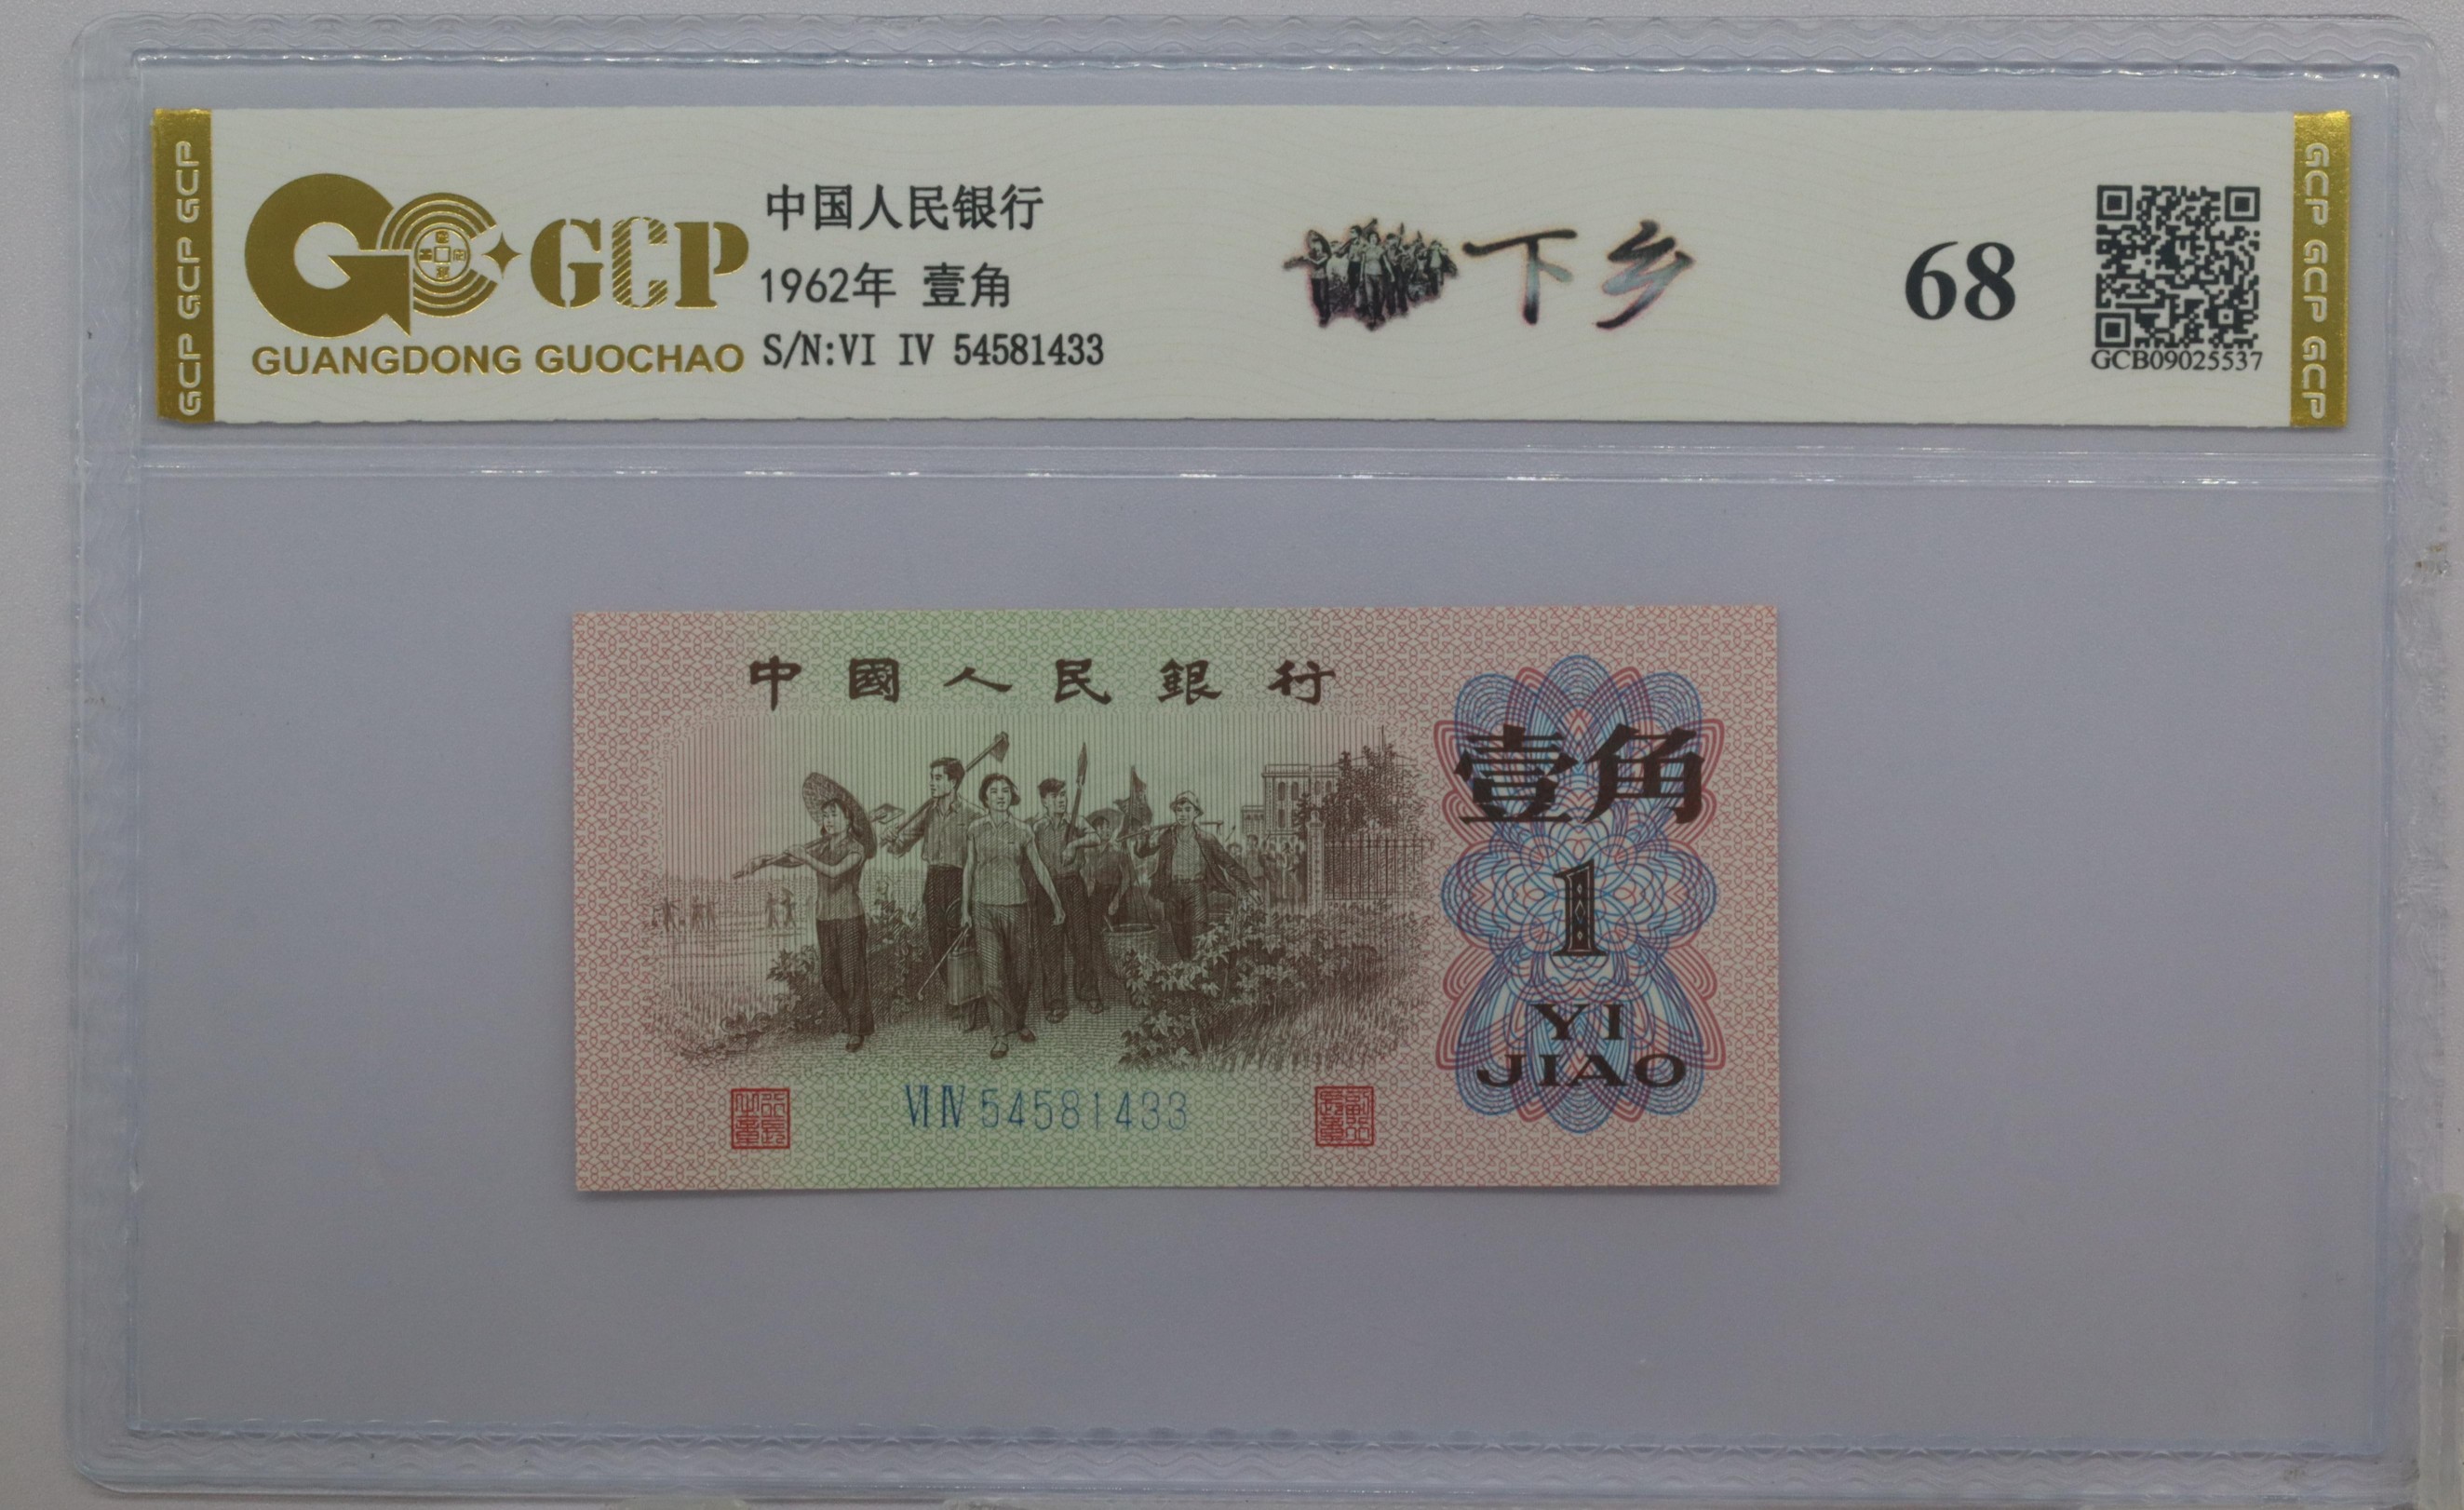 GCP GCP GCP
GCP
GUANGDONG GUOCHAO
中国人民银行
1962年 壹角
S/N:VI IV 54581433
下乡
68
GCB09025537
GCP GCP GCP
中國人民銀行
壹角
1
YI
JIAO
VI IV 54581433